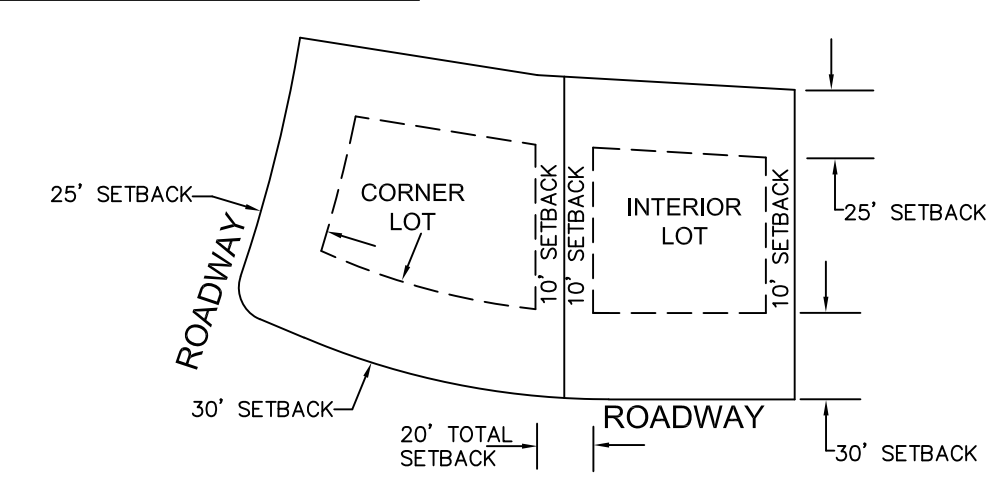 25' SETBACK
ROADWAY
CORNER
LOT
10' SETBACK
10' SETBACK
INTERIOR
LOT
10' SETBACK
25' SETBACK
30' SETBACK
20' TOTAL
SETBACK
ROADWAY
30' SETBACK